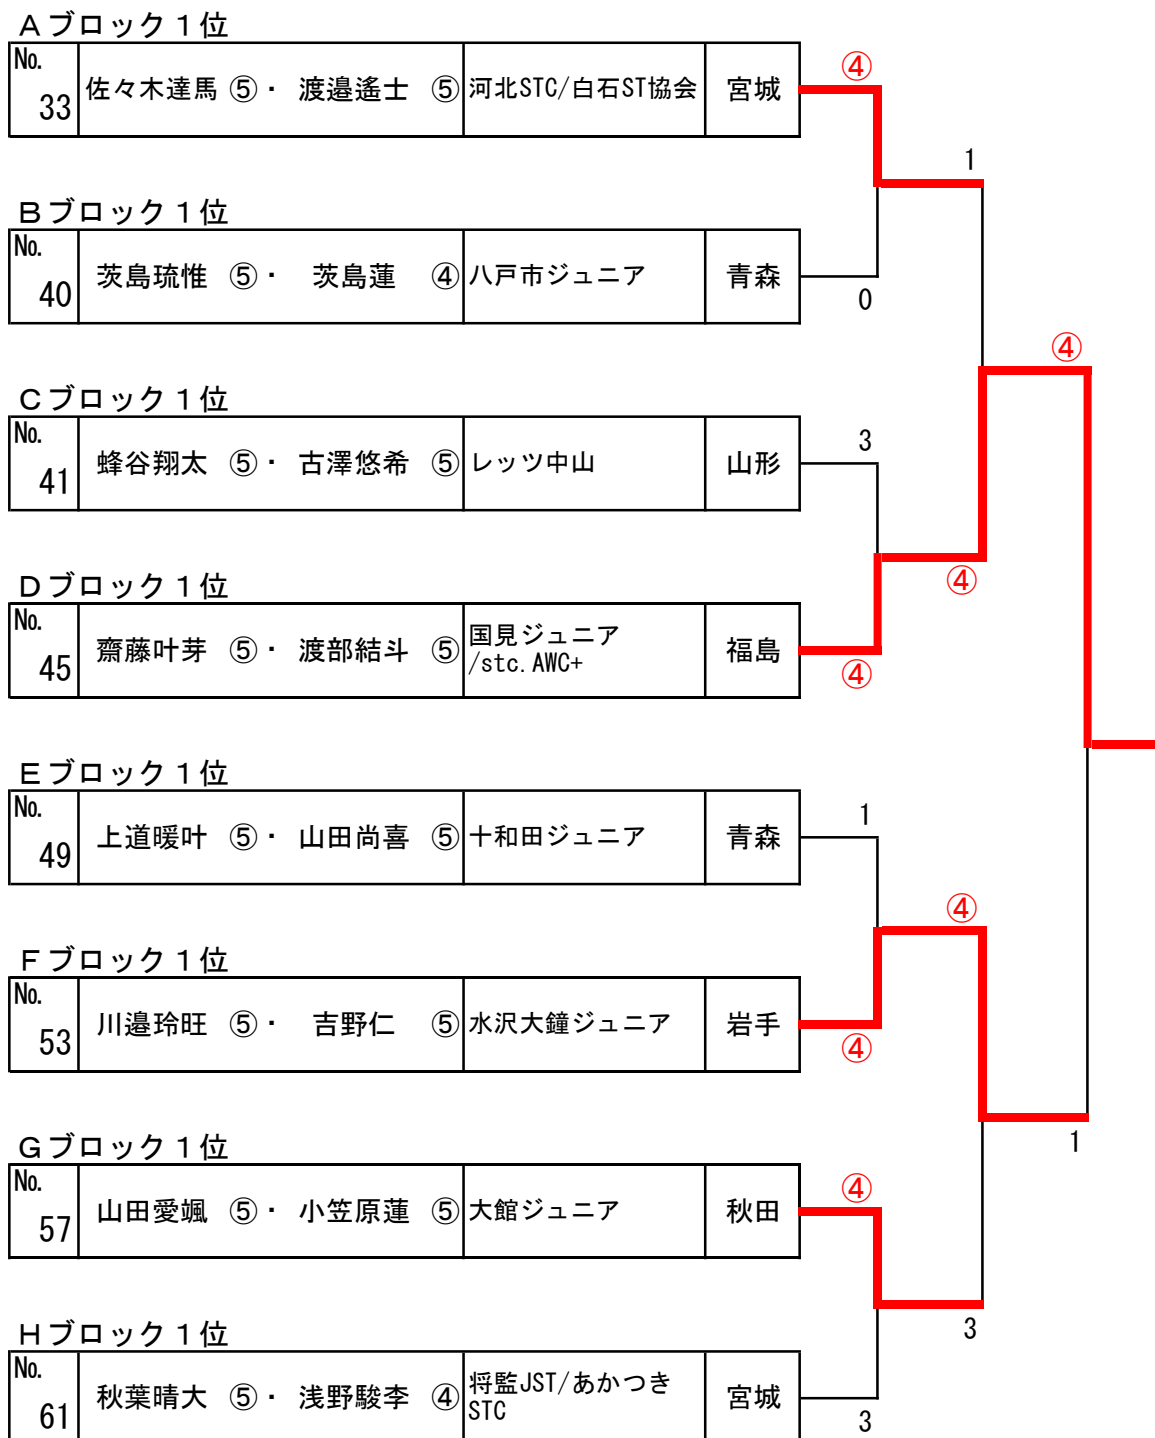 Ａブロック１位
④
No.
33 佐々木達馬 ⑤・ 渡邉遙士 ⑤ 河北STC/白石ST協会 宮城
1
Ｂブロック１位
No.
40 茨島琉惟 ⑤・ 茨島蓮 ④ 八戸市ジュニア 青森
0
④
Ｃブロック１位
No.
41 蜂谷翔太 ⑤・ 古澤悠希 ⑤ レッツ中山 山形
3
④
Ｄブロック１位
No.
45 齋藤叶芽 ⑤・ 渡部結斗 ⑤ 国見ジュニア
/stc.AWC+
福島
④
Ｅブロック１位
No.
49 上道暖叶 ⑤・ 山田尚喜 ⑤ 十和田ジュニア 青森
1
④
Ｆブロック１位
No.
53 川邉玲旺 ⑤・ 吉野仁 ⑤ 水沢大鐘ジュニア 岩手
④
1
Ｇブロック１位
No.
57 山田愛颯 ⑤・ 小笠原蓮 ⑤ 大館ジュニア 秋田
④
3
Ｈブロック１位
No.
61 秋葉晴大 ⑤・ 浅野駿李 ④ 将監JST/あかつき
STC
宮城
3